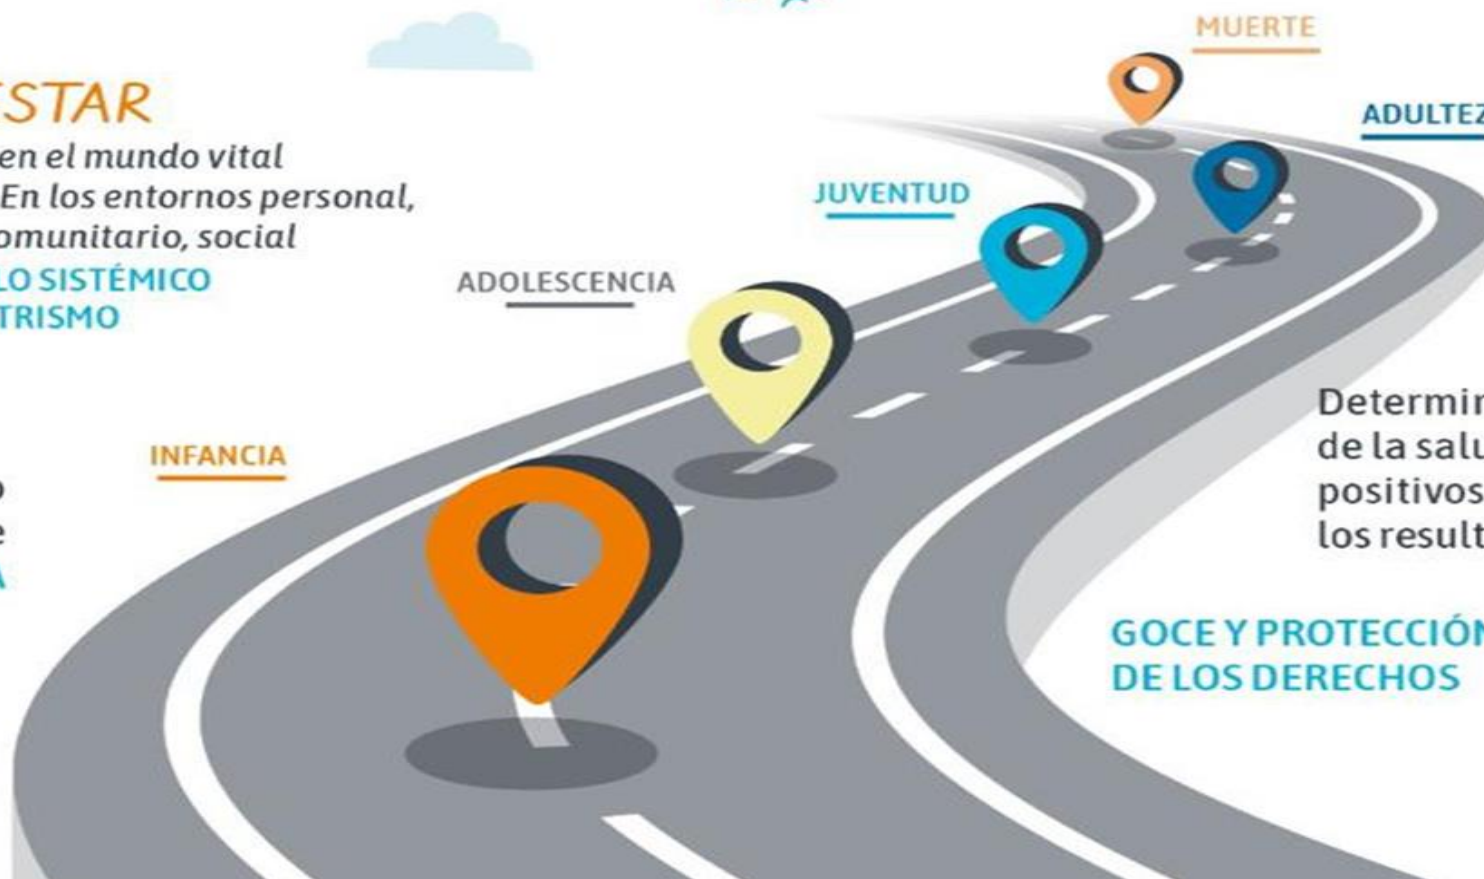 MUERTE
ESTAR
ADULTEZ
en el mundo vital
En los entornos personal,
omunitario, social
JUVENTUD
LO SISTÉMICO
TRISMO
ADOLESCENCIA
Determin
de la salu
positivos
los result
INFANCIA
o
e
A
GOCE Y PROTECCIÓN
DE LOS DERECHOS